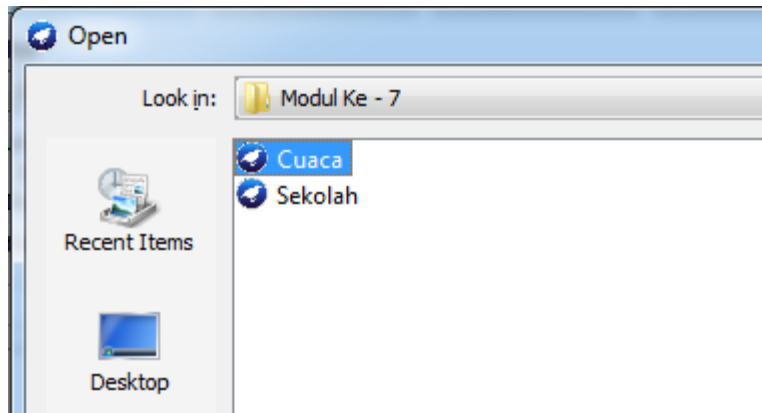 Open
Look in: Modul Ke - 7
Cuaca
Sekolah
Recent Items
Desktop